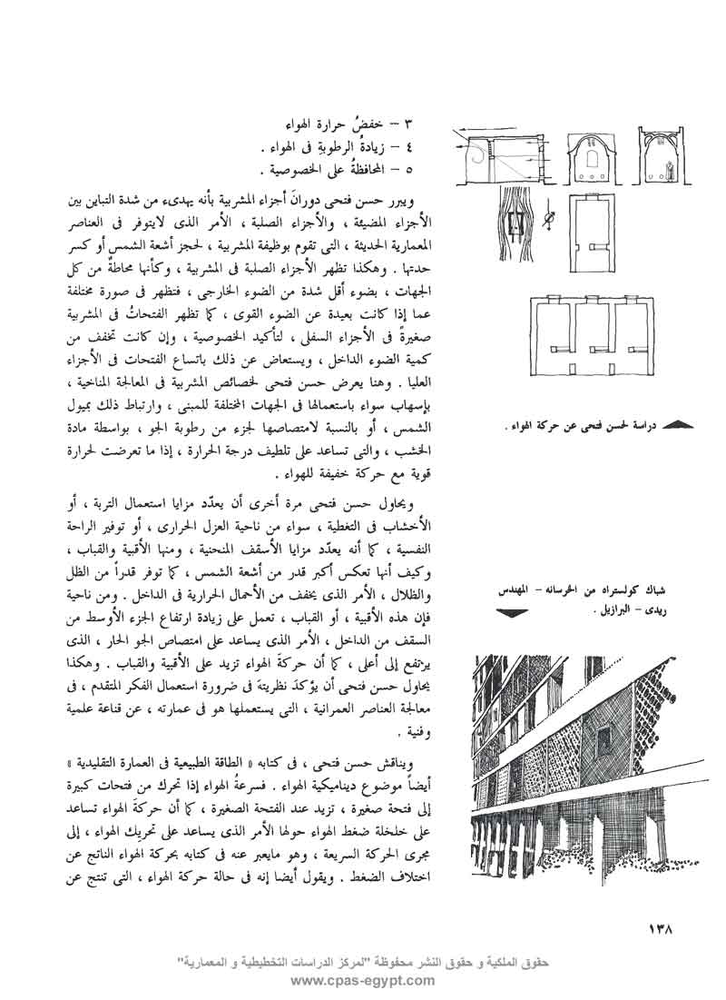 ٣ – خفضُ حرارة الهواء
٤ – زيادةُ الرطوبةِ فى الهواء .
٥ – المحافظةُ على الخصوصية .
ويبرر حسن فتحى دورانَ أجزاء المشربية بأنه يهدىء من شدة التباين بين
الأجزاء المضيئة ، والأجزاء الصلبة ، الأمر الذى لايتوفر فى العناصر
المعمارية الحديثة ، التى تقوم بوظيفة المشربية ، لحجز أشعة الشمس أو كسر
حدتها . وهكذا تظهر الأجزاء الصلبة فى المشربية ، وكأنها محاطةٌ من كل
الجهات ، بضوء أقل شدة من الضوء الخارجى ، فتظهر فى صورة مختلفة
عما إذا كانت بعيدة عن الضوء القوى ، كما تظهر الفتحاتُ فى المشربية
صغيرةً فى الأجزاء السفلى ، لتأكيد الخصوصية ، وإن كانت تخفف من
كمية الضوء الداخل ، ويستعاض عن ذلك باتساع الفتحات فى الأجزاء
العليا . وهنا يعرض حسن فتحى لخصائص المشربية فى المعالجة المناخية ،
بإسهاب سواء باستعمالها فى الجهات المختلفة للمبنى ، وارتباط ذلك بميول
الشمس ، أو بالنسبة لامتصاصها لجزء من رطوبة الجو ، بواسطة مادة
الخشب ، والتى تساعد على تلطيف درجة الحرارة ، إذا ما تعرضت لحرارة
قوية مع حركة خفيفة للهواء .
ويحاول حسن فتحى مرة أخرى أن يعدّد مزايا استعمال التربة ، أو
الأخشاب فى التغطية ، سواء من ناحية العزل الحرارى ، أو توفير الراحة
النفسية ، كما أنه يعدّد مزايا الأسقف المنحنية ، ومنها الأقبية والقباب ،
وكيف أنها تعكس أكبر قدر من أشعة الشمس ، كما توفر قدراً من الظل
والظلال ، الأمر الذى يخفف من الأحمال الحرارية فى الداخل . ومن ناحية
فإن هذه الأقبية ، أو القباب ، تعمل على زيادة ارتفاع الجزء الأوسط من
السقف من الداخل ، الأمر الذى يساعد على امتصاص الجو الحار ، الذى
يرتفع إلى أعلى ، كما أن حركةَ الهواء تزيد على الأقبية والقباب . وهكذا
يحاول حسن فتحى أن يؤكدَ نظريتهَ فى ضرورة استعمال الفكر المتقدم ، فى
معالجة العناصر العمرانية ، التى يستعملها هو فى عمارته ، عن قناعة علمية
وفنية .
ويناقش حسن فتحى ، فى كتابه « الطاقة الطبيعية فى العمارة التقليدية »
أيضاً موضوع ديناميكية الهواء . فسرعةُ الهواء إذا تحرك من فتحات كبيرة
إلى فتحة صغيرة ، تزيد عند الفتحة الصغيرة ، كما أن حركةَ الهواء تساعد
على خلخلة ضغط الهواء حولها الأمر الذى يساعد على تحريك الهواء ، إلى
مجرى الحركة السريعة ، وهو مايعبر عنه فى كتابه بحركة الهواء الناتج عن
اختلاف الضغط . ويقول أيضا إنه فى حالة حركة الهواء ، التى تنتج عن
دراسة لحسن فتحى عن حركة الهواء .
شباك كولستراه من الخرسانه – المهندس
ريدى – البرازيل .
١٣٨
حقوق الملكية و حقوق النشر محفوظة "لمركز الدراسات التخطيطية و المعمارية"
www.cpas-egypt.com